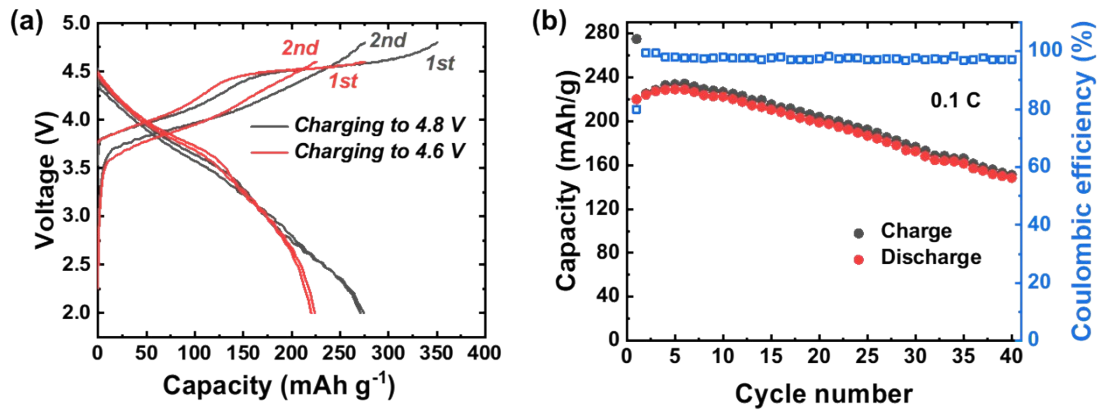 (a)
5.0
4.5
4.0
3.5
3.0
2.5
2.0
Voltage (V)
2nd
2nd
1st
1st
Charging to 4.8 V
Charging to 4.6 V
0
50
100
150
200
250
300
350
400
Capacity (mAh g⁻¹)
(b)
280
240
200
160
120
80
40
0
Capacity (mAh/g)
0.1 C
Charge
Discharge
0
5
10
15
20
25
30
35
40
Cycle number
100
80
60
40
20
0
Coulombic efficiency (%)